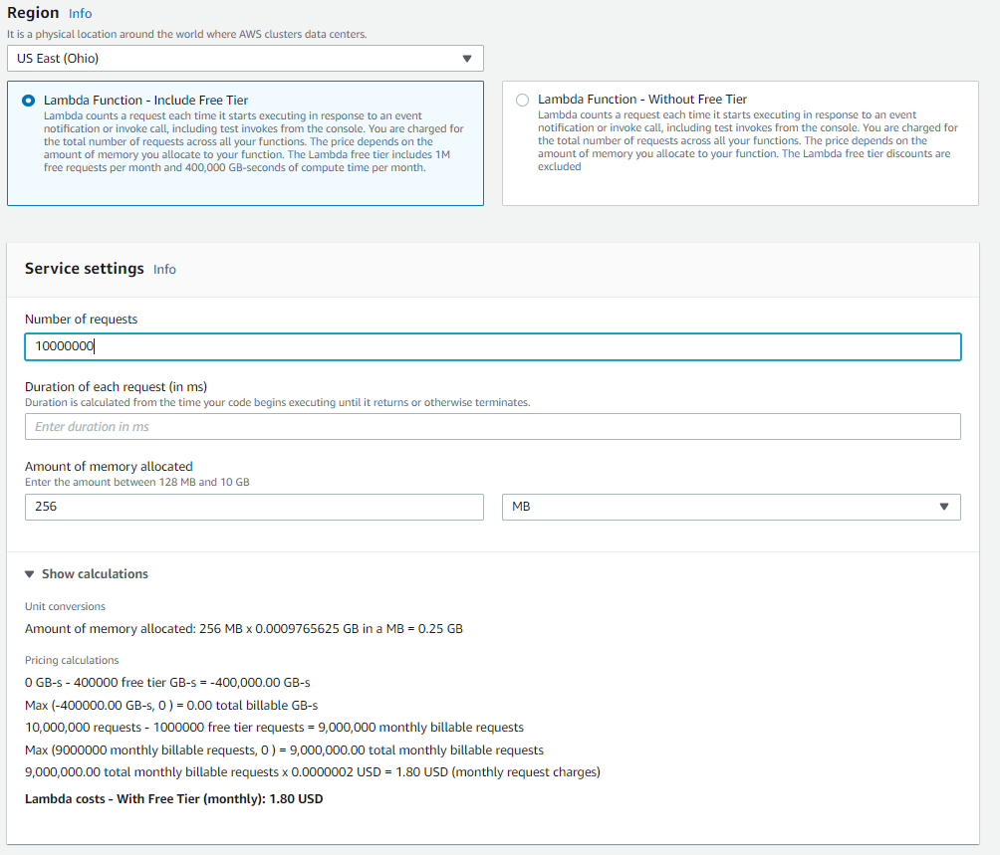 Region Info
It is a physical location around the world where AWS clusters data centers.
US East (Ohio)
Lambda Function - Include Free Tier
Lambda counts a request each time it starts executing in response to an event
notification or invoke call, including test invokes from the console. You are charged for
the total number of requests across all your functions. The price depends on the
amount of memory you allocate to your function. The Lambda free tier includes 1M
free requests per month and 400,000 GB-seconds of compute time per month.
Lambda Function - Without Free Tier
Lambda counts a request each time it starts executing in response to an event
notification or invoke call, including test invokes from the console. You are charged for
the total number of requests across all your functions. The price depends on the
amount of memory you allocate to your function. The Lambda free tier discounts are
excluded
Service settings Info
Number of requests
10000000
Duration of each request (in ms)
Duration is calculated from the time your code begins executing until it returns or otherwise terminates.
Enter duration in ms
Amount of memory allocated
Enter the amount between 128 MB and 10 GB
256
MB
Show calculations
Unit conversions
Amount of memory allocated: 256 MB x 0.0009765625 GB in a MB = 0.25 GB
Pricing calculations
0 GB-s - 400000 free tier GB-s = -400,000.00 GB-s
Max (-400000.00 GB-s, 0 ) = 0.00 total billable GB-s
10,000,000 requests - 1000000 free tier requests = 9,000,000 monthly billable requests
Max (9000000 monthly billable requests, 0 ) = 9,000,000.00 total monthly billable requests
9,000,000.00 total monthly billable requests x 0.0000002 USD = 1.80 USD (monthly request charges)
Lambda costs - With Free Tier (monthly): 1.80 USD